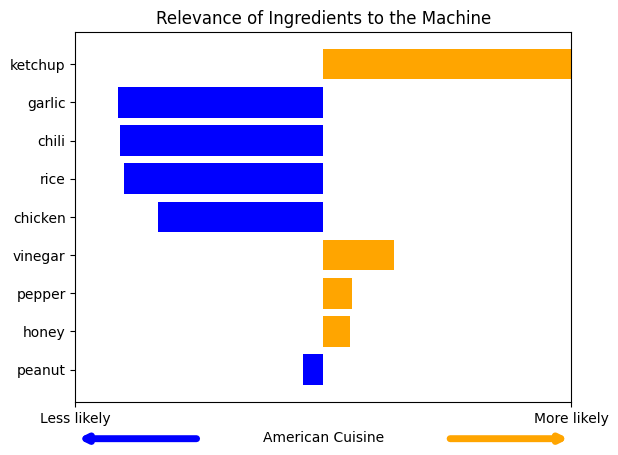 Relevance of Ingredients to the Machine
ketchup
garlic
chili
rice
chicken
vinegar
pepper
honey
peanut
Less likely
More likely
American Cuisine